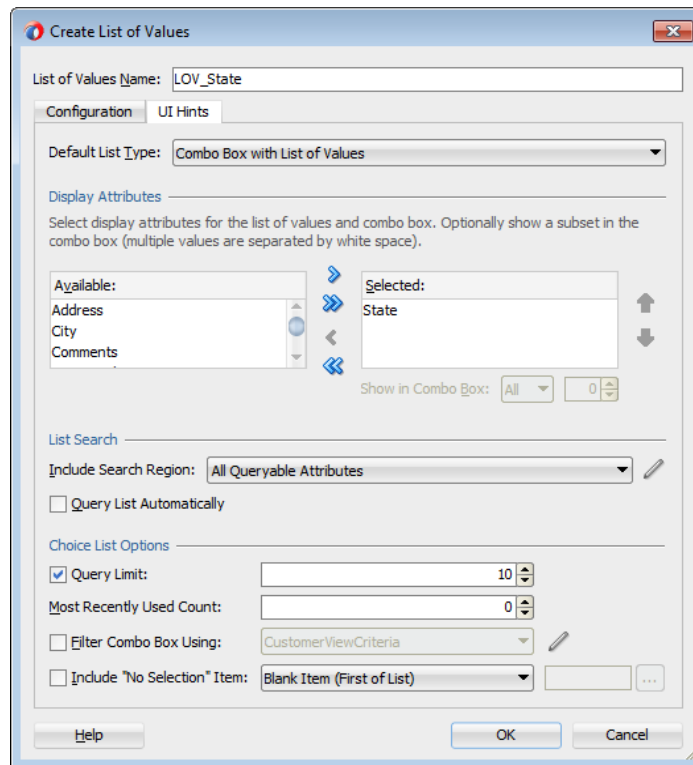 Create List of Values
List of Values Name: LOV_State
Configuration UI Hints
Default List Type: Combo Box with List of Values
Display Attributes
Select display attributes for the list of values and combo box. Optionally show a subset in the
combo box (multiple values are separated by white space).
Available: Selected:
Address State
City
Comments
Show in Combo Box: All 0
List Search
Include Search Region: All Queryable Attributes
Query List Automatically
Choice List Options
Query Limit: 10
Most Recently Used Count: 0
Filter Combo Box Using: CustomerViewCriteria
Include "No Selection" Item: Blank Item (First of List) ...
Help OK Cancel